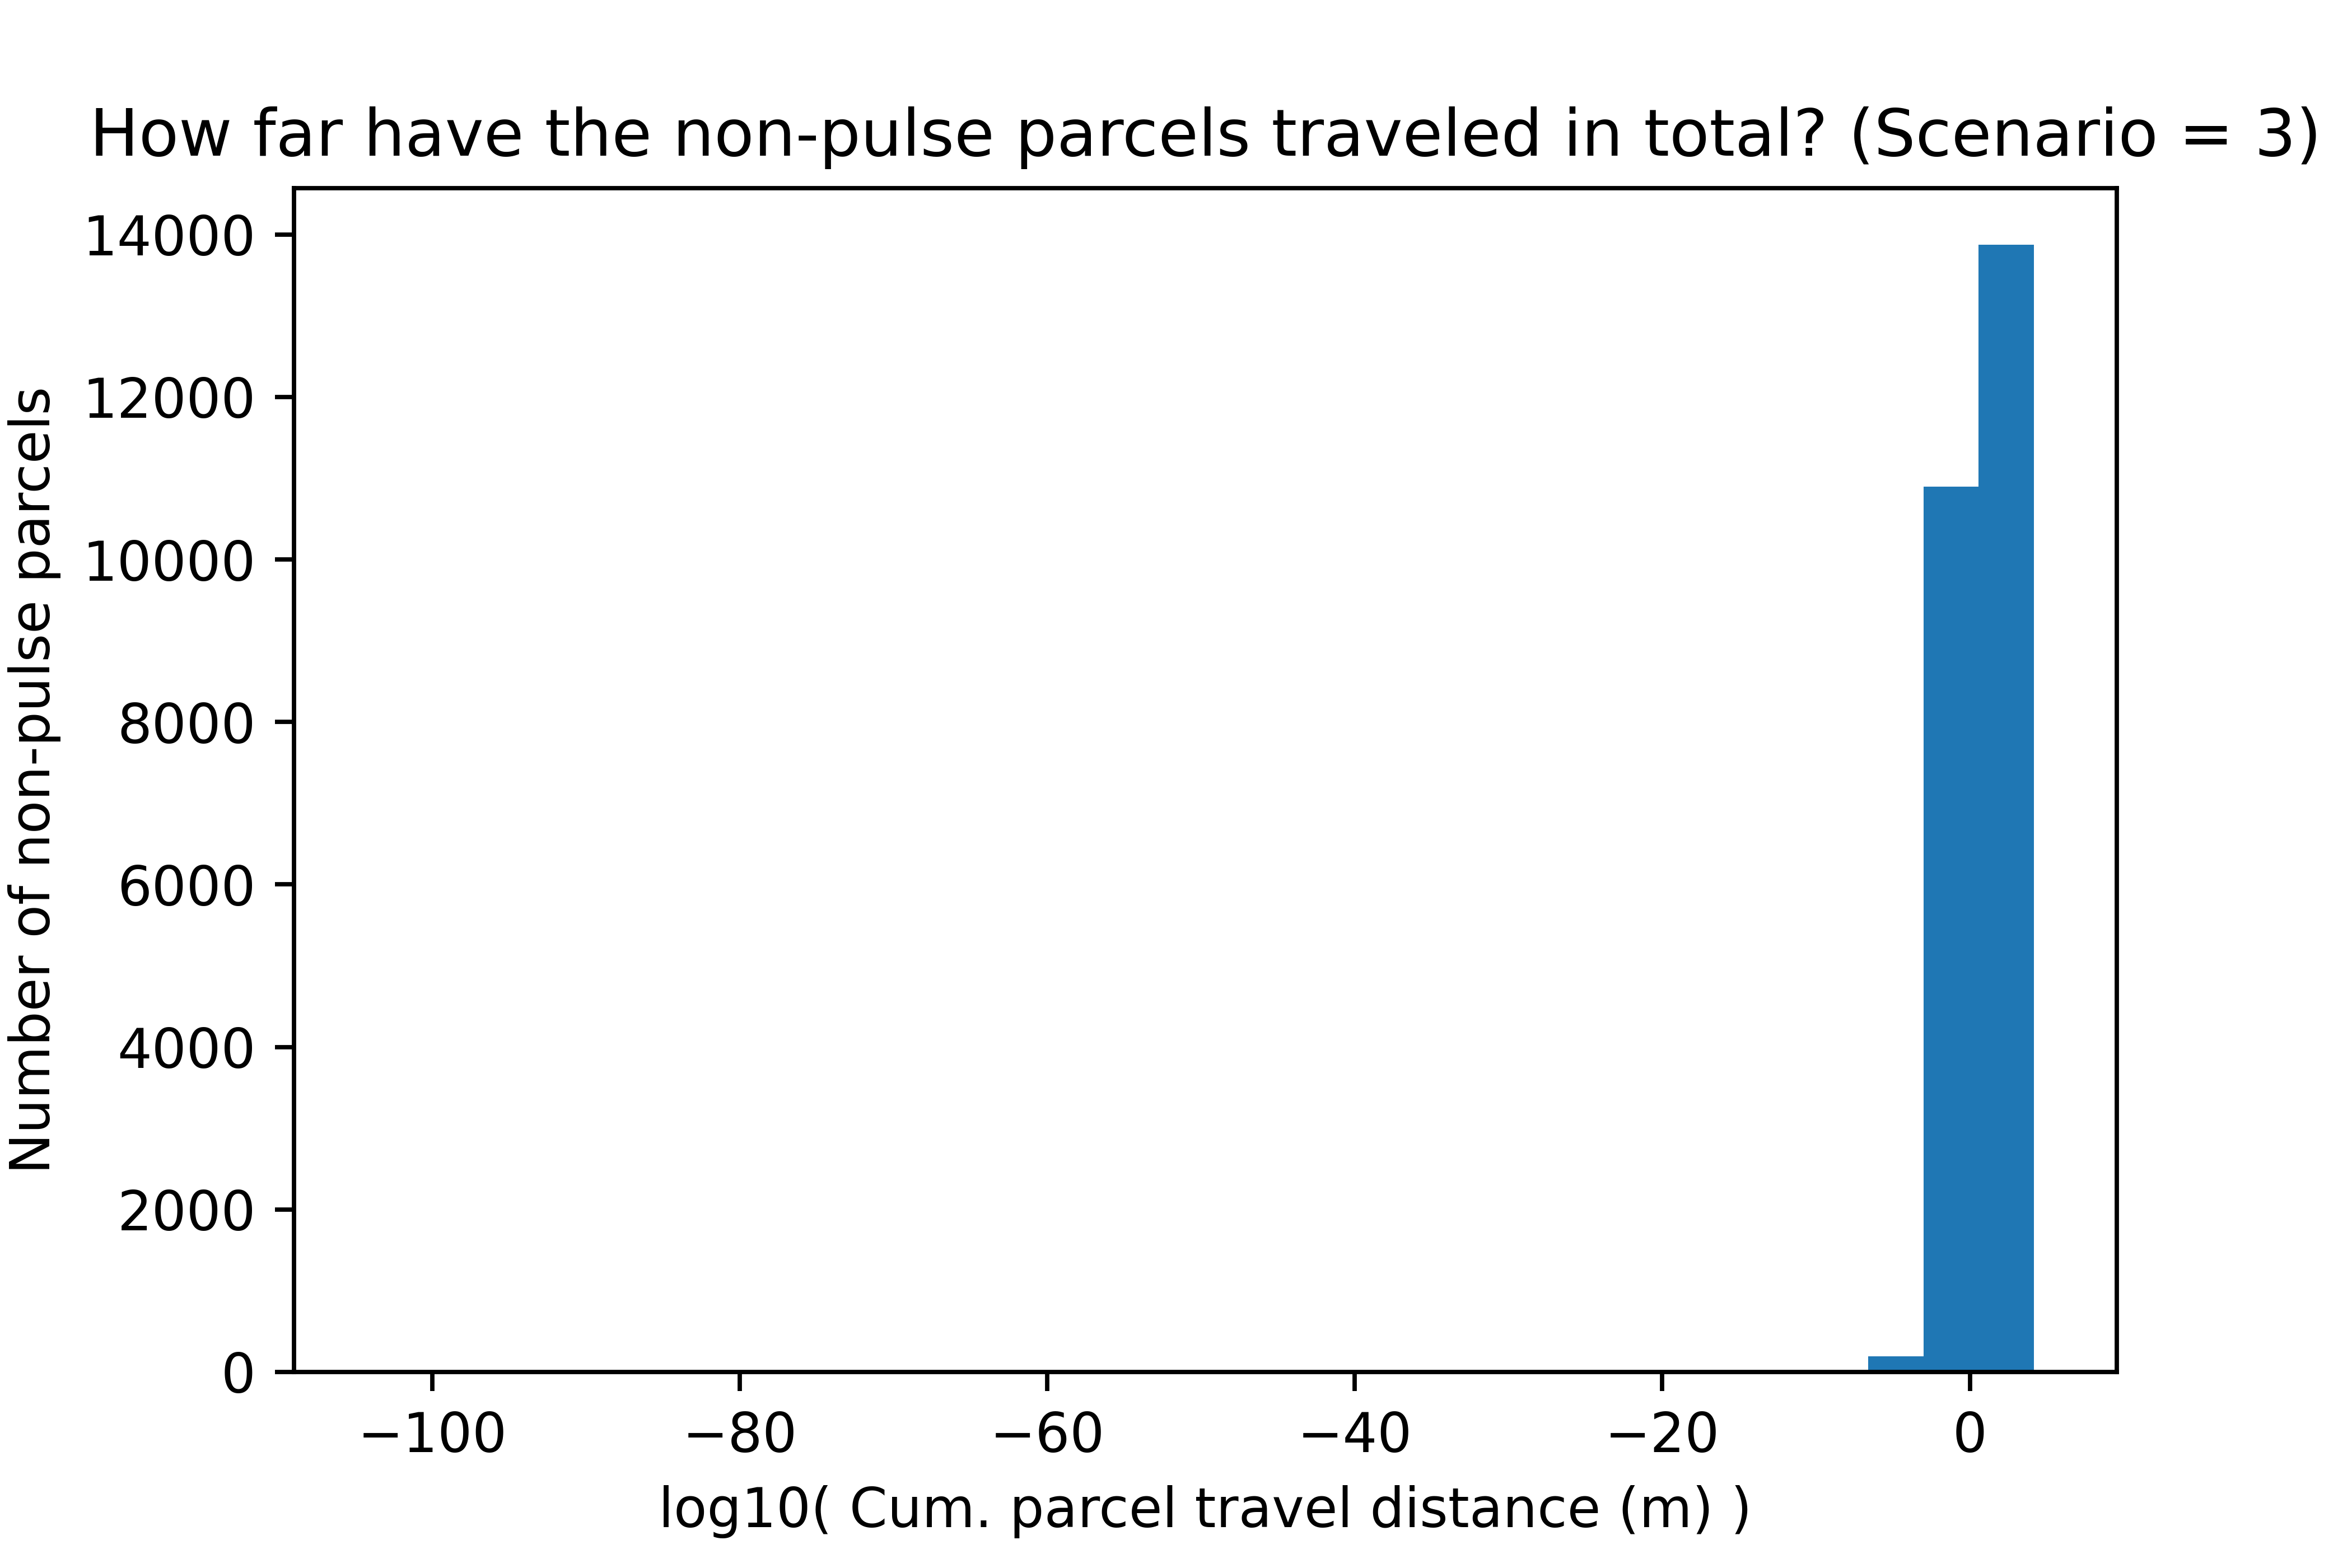 How far have the non-pulse parcels traveled in total? (Scenario = 3)
Number of non-pulse parcels
14000
12000
10000
8000
6000
4000
2000
0
−100 −80 −60 −40 −20 0
log10( Cum. parcel travel distance (m) )